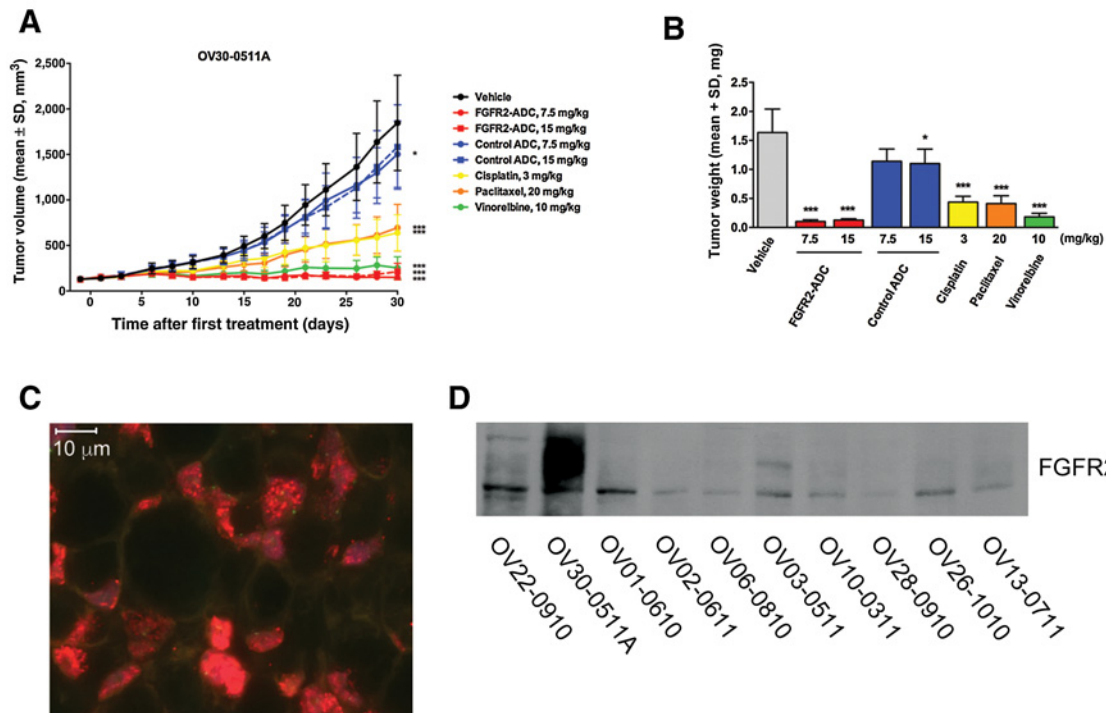 A
OV30-0511A
Tumor volume (mean ± SD, mm³)
2,500
2,000
1,500
1,000
500
0
0 5 10 15 20 25 30
Time after first treatment (days)
*
***
***
***
***
***
Vehicle
FGFR2-ADC, 7.5 mg/kg
FGFR2-ADC, 15 mg/kg
Control ADC, 7.5 mg/kg
Control ADC, 15 mg/kg
Cisplatin, 3 mg/kg
Paclitaxel, 20 mg/kg
Vinorelbine, 10 mg/kg
B
Tumor weight (mean + SD, mg)
2.5
2.0
1.5
1.0
0.5
0.0
*** *** * *** *** ***
7.5 15 7.5 15 3 20 10 (mg/kg)
Vehicle
FGFR2-ADC
Control ADC
Cisplatin
Paclitaxel
Vinorelbine
C
10 μm
D
FGFR2
OV22-0910
OV30-0511A
OV01-0610
OV02-0611
OV06-0810
OV03-0511
OV10-0311
OV28-0910
OV26-1010
OV13-0711